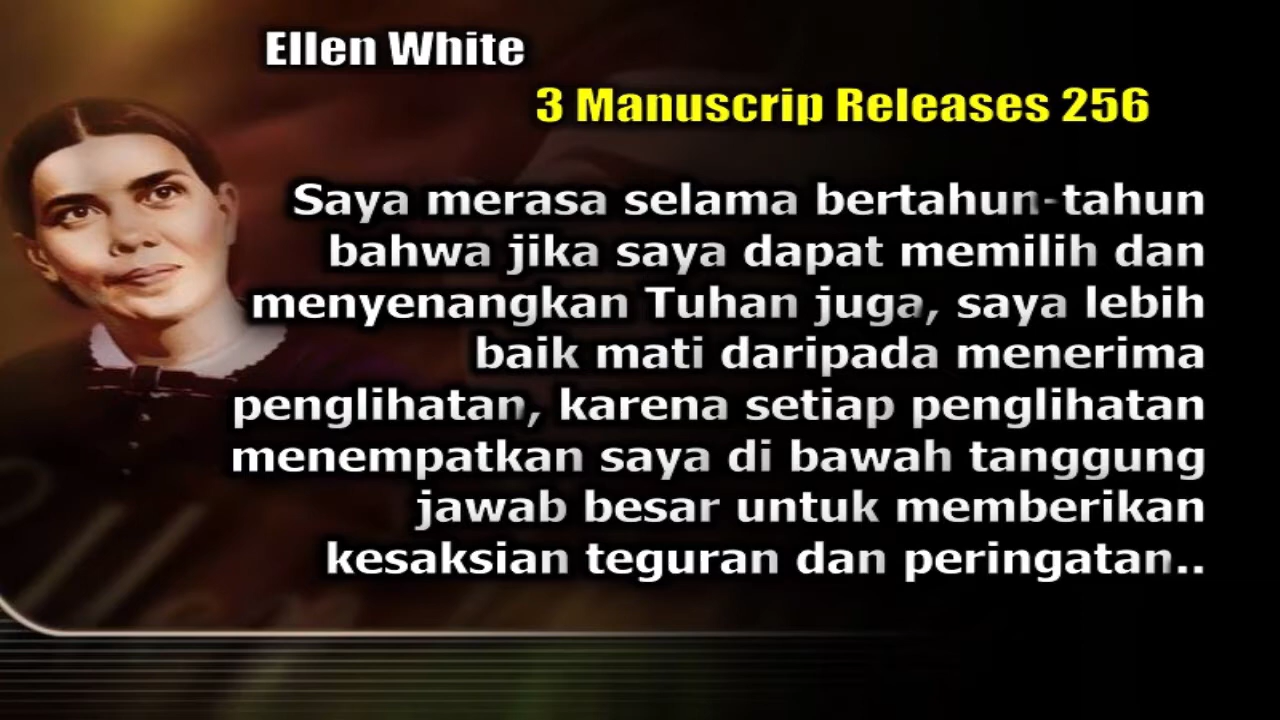 Ellen White
3 Manuscrip Releases 256
Saya merasa selama bertahun-tahun
bahwa jika saya dapat memilih dan
menyenangkan Tuhan juga, saya lebih
baik mati daripada menerima
penglihatan, karena setiap penglihatan
menempatkan saya di bawah tanggung
jawab besar untuk memberikan
kesaksian teguran dan peringatan..